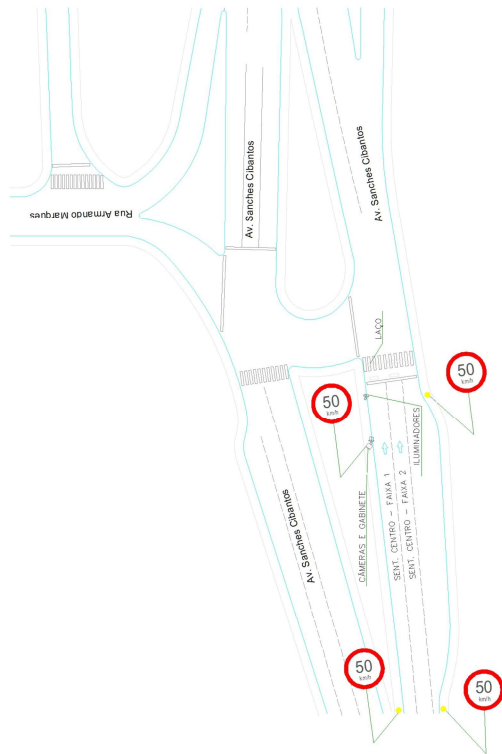 Av. Sanches Cibantos
Av. Sanches Cibantos
Rua Armando Marques
LAÇO
50
km/h
50
km/h
ILUMINADORES
CÂMERAS E GABINETE
SENT. CENTRO - FAIXA 1
SENT. CENTRO - FAIXA 2
Av. Sanches Cibantos
50
km/h
50
km/h